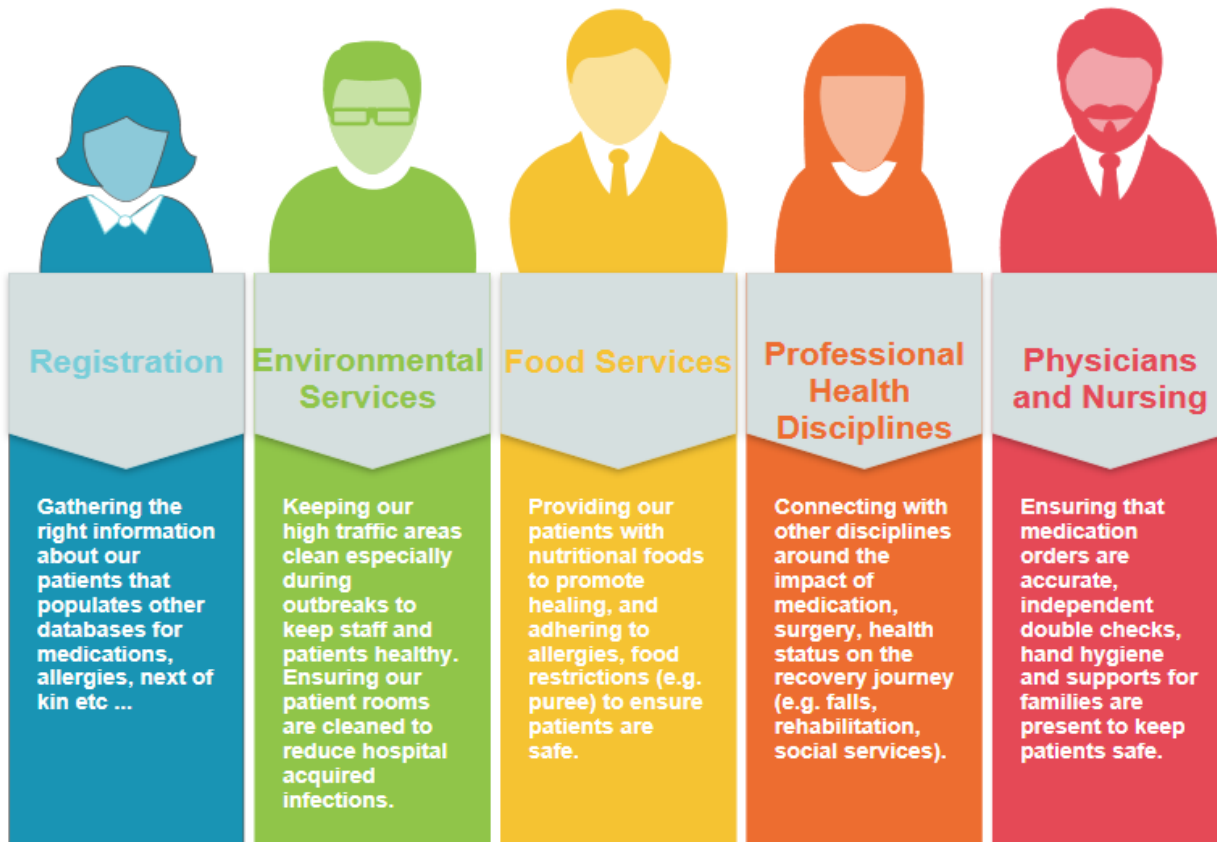 Registration
Gathering the
right information
about our
patients that
populates other
databases for
medications,
allergies, next of
kin etc ...
Environmental
Services
Keeping our
high traffic areas
clean especially
during
outbreaks to
keep staff and
patients healthy.
Ensuring our
patient rooms
are cleaned to
reduce hospital
acquired
infections.
Food Services
Providing our
patients with
nutritional foods
to promote
healing, and
adhering to
allergies, food
restrictions (e.g.
puree) to ensure
patients are
safe.
Professional
Health
Disciplines
Connecting with
other disciplines
around the
impact of
medication,
surgery, health
status on the
recovery journey
(e.g. falls,
rehabilitation,
social services).
Physicians
and Nursing
Ensuring that
medication
orders are
accurate,
independent
double checks,
hand hygiene
and supports for
families are
present to keep
patients safe.